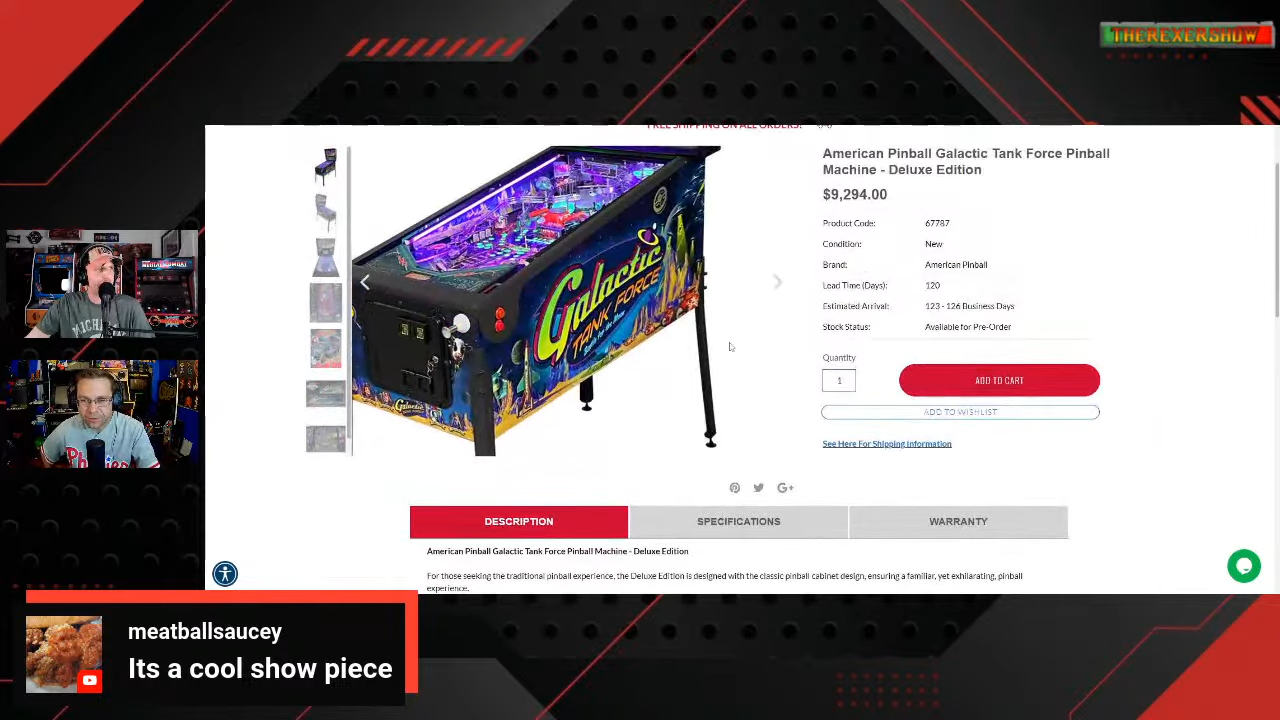 THEREXERSHOW
FREE SHIPPING ON ALL ORDERS!
American Pinball Galactic Tank Force Pinball
Machine - Deluxe Edition
$9,294.00
Product Code: 67787
Condition: New
Brand: American Pinball
Lead Time (Days): 120
Estimated Arrival: 123 - 126 Business Days
Stock Status: Available for Pre-Order
Quantity
1
ADD TO CART
ADD TO WISHLIST
See Here For Shipping Information
Galactic
TANK FORCE
Galactic
DESCRIPTION
SPECIFICATIONS
WARRANTY
American Pinball Galactic Tank Force Pinball Machine - Deluxe Edition
For those seeking the traditional pinball experience, the Deluxe Edition is designed with the classic pinball cabinet design, ensuring a familiar, yet exhilarating, pinball
experience.
meatballsaucey
Its a cool show piece